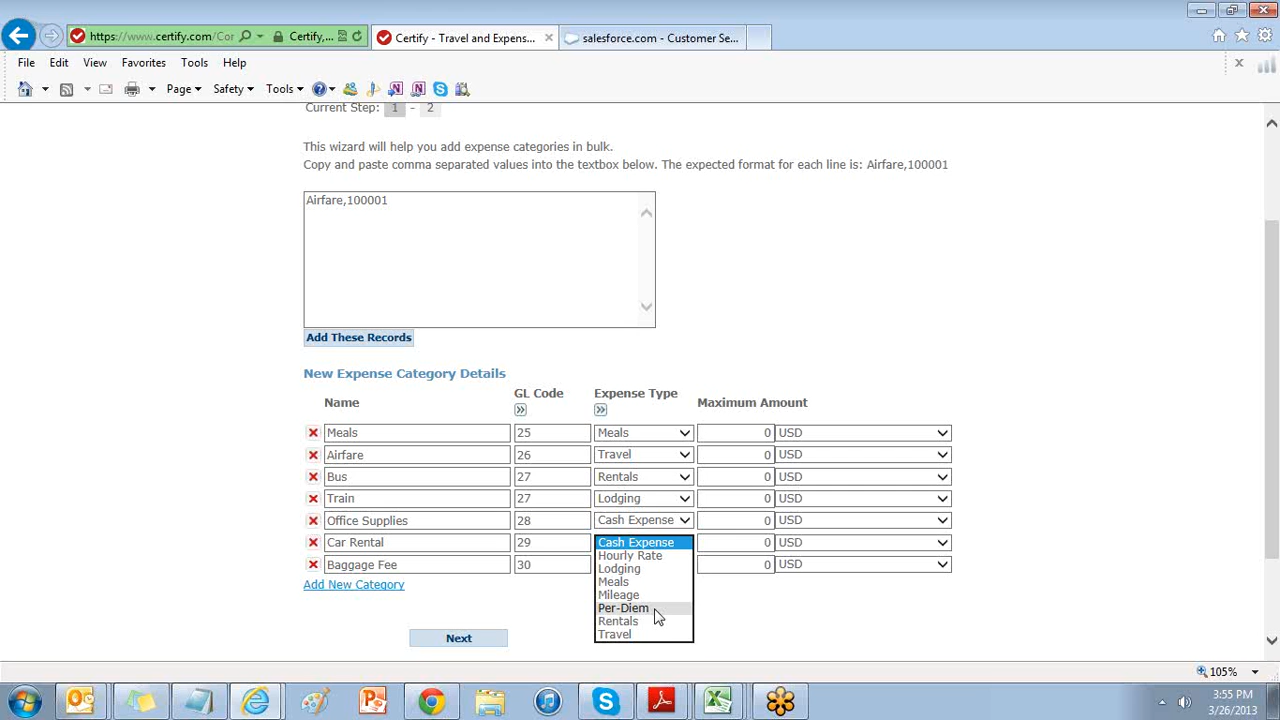 https://www.certify.com/Cor
Certify,...
Certify - Travel and Expens...
salesforce.com - Customer Se...
File Edit View Favorites Tools Help
Page Safety Tools
Current Step: 1 - 2
This wizard will help you add expense categories in bulk.
Copy and paste comma separated values into the textbox below. The expected format for each line is: Airfare,100001
Airfare,100001
Add These Records
New Expense Category Details
Name GL Code Expense Type Maximum Amount
Meals 25 Meals 0 USD
Airfare 26 Travel 0 USD
Bus 27 Rentals 0 USD
Train 27 Lodging 0 USD
Office Supplies 28 Cash Expense 0 USD
Car Rental 29 Cash Expense 0 USD
Hourly Rate
Baggage Fee 30 Lodging 0 USD
Meals
Add New Category
Mileage
Per-Diem
Rentals
Travel
Next
105%
3:55 PM
3/26/2013